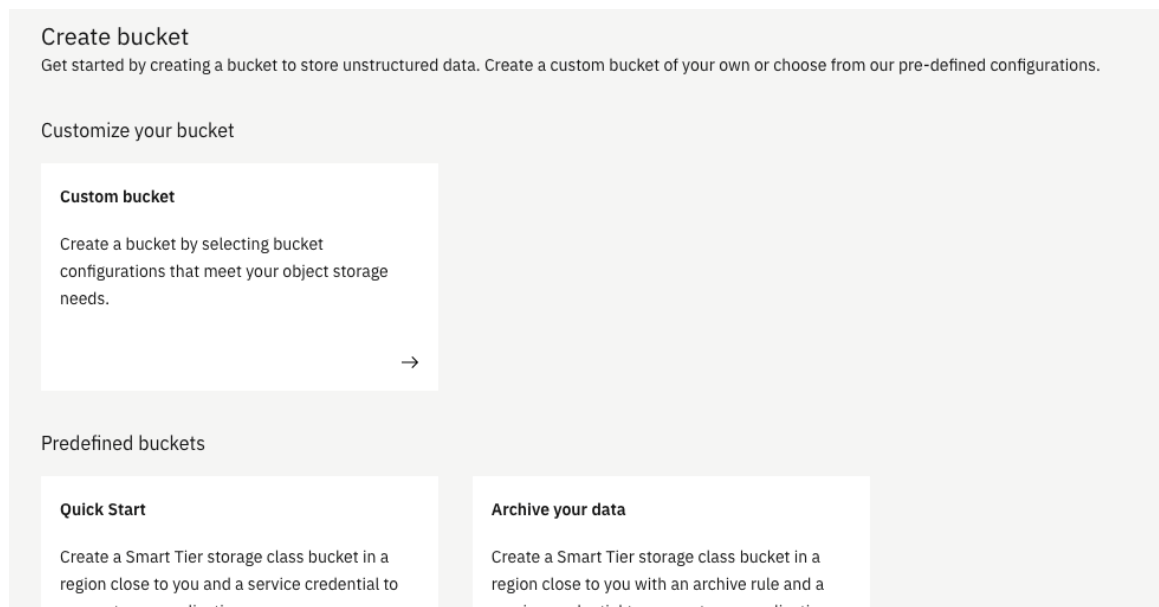 Create bucket
Get started by creating a bucket to store unstructured data. Create a custom bucket of your own or choose from our pre-defined configurations.
Customize your bucket
Custom bucket
Create a bucket by selecting bucket
configurations that meet your object storage
needs.
Predefined buckets
Quick Start
Create a Smart Tier storage class bucket in a
region close to you and a service credential to
Archive your data
Create a Smart Tier storage class bucket in a
region close to you with an archive rule and a